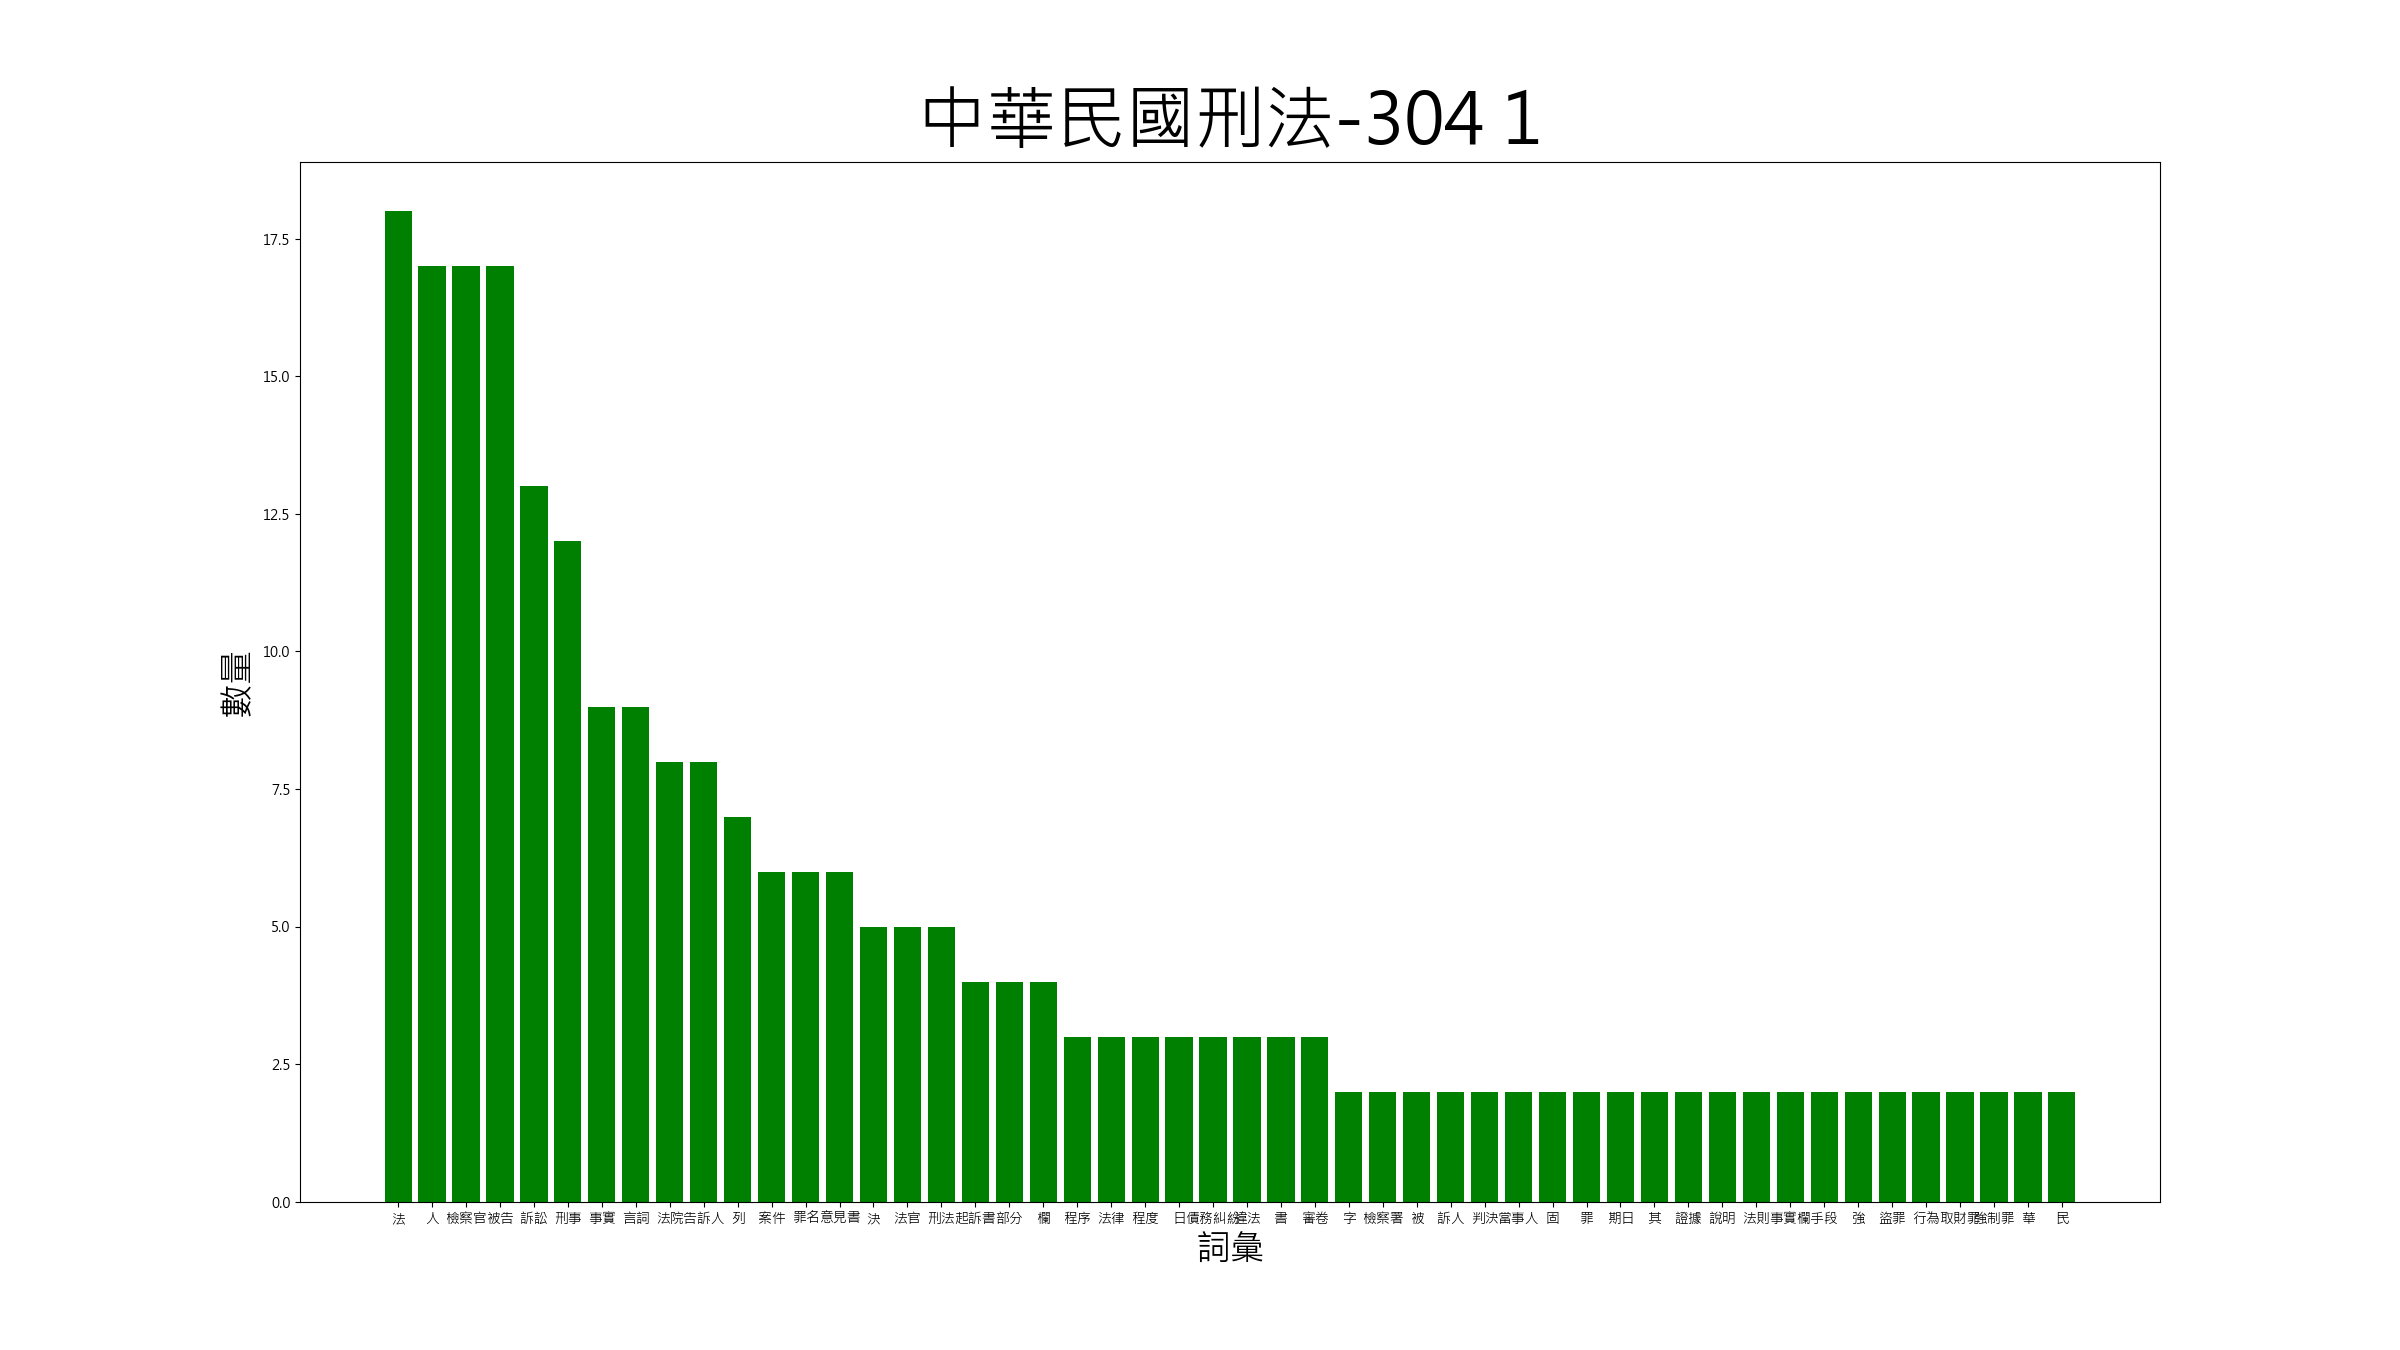 中華民國刑法-304 1
數量
17.5
15.0
12.5
10.0
7.5
5.0
2.5
0.0
法 人 檢察官 被告 訴訟 刑事 事實 言詞 法院 告訴人 列 案件 罪名 意見書 決 法官 刑法 起訴書 部分 欄 程序 法律 程度 日 債務糾紛 違法 書 審卷 字 檢察署 被 訴人 判決 當事人 固 罪 期日 其 證據 說明 法則 事實欄 手段 強 盜罪 行為 取財罪 強制罪 華 民
詞彙